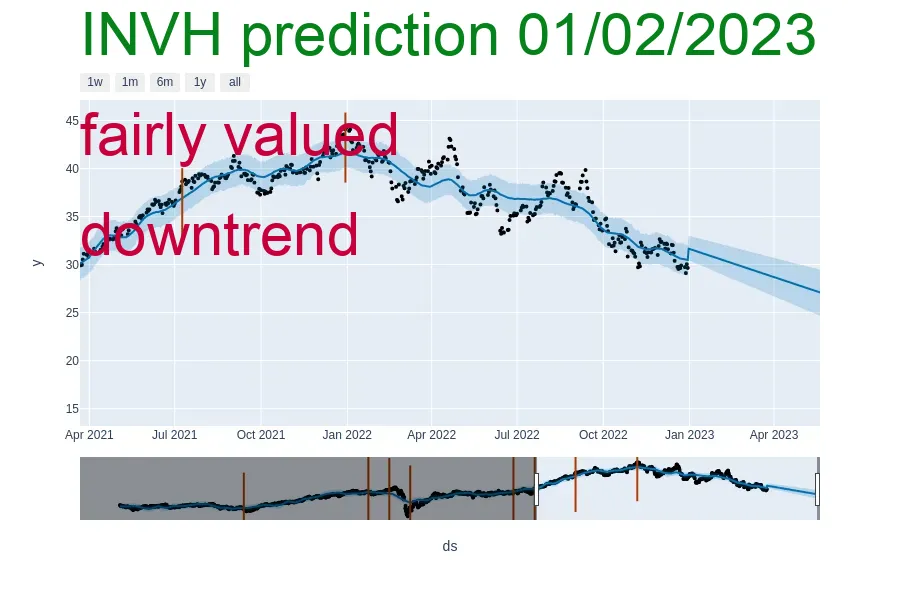 INVH prediction 01/02/2023
1w 1m 6m 1y all
45
fairly valued
40
35
downtrend
30
y
25
20
15
Apr 2021 Jul 2021 Oct 2021 Jan 2022 Apr 2022 Jul 2022 Oct 2022 Jan 2023 Apr 2023
ds